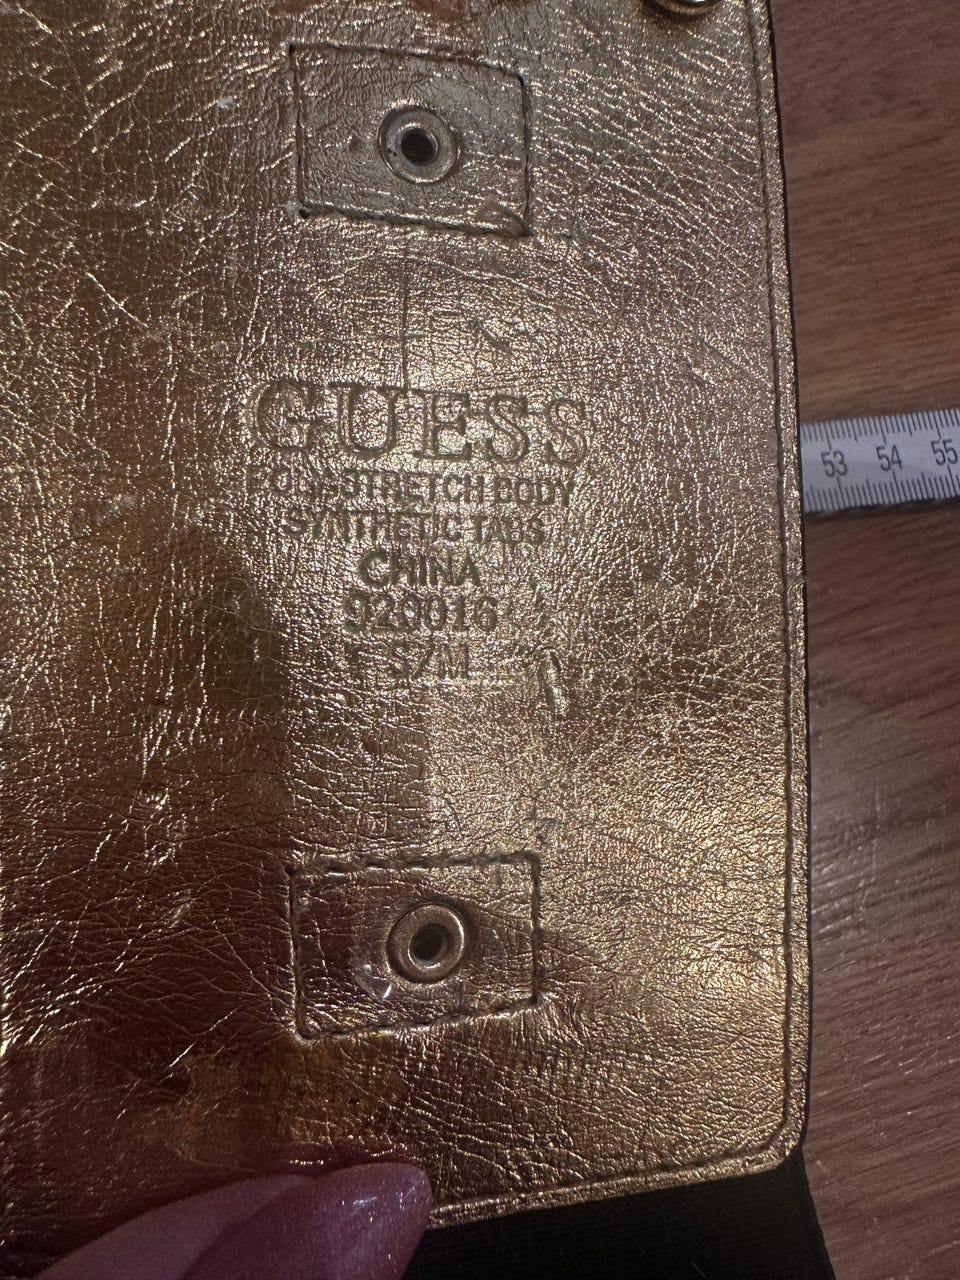 GUESS
POLY-STRETCH BODY
SYNTHETIC TABS
CHINA
920016
S/M
53 54 55